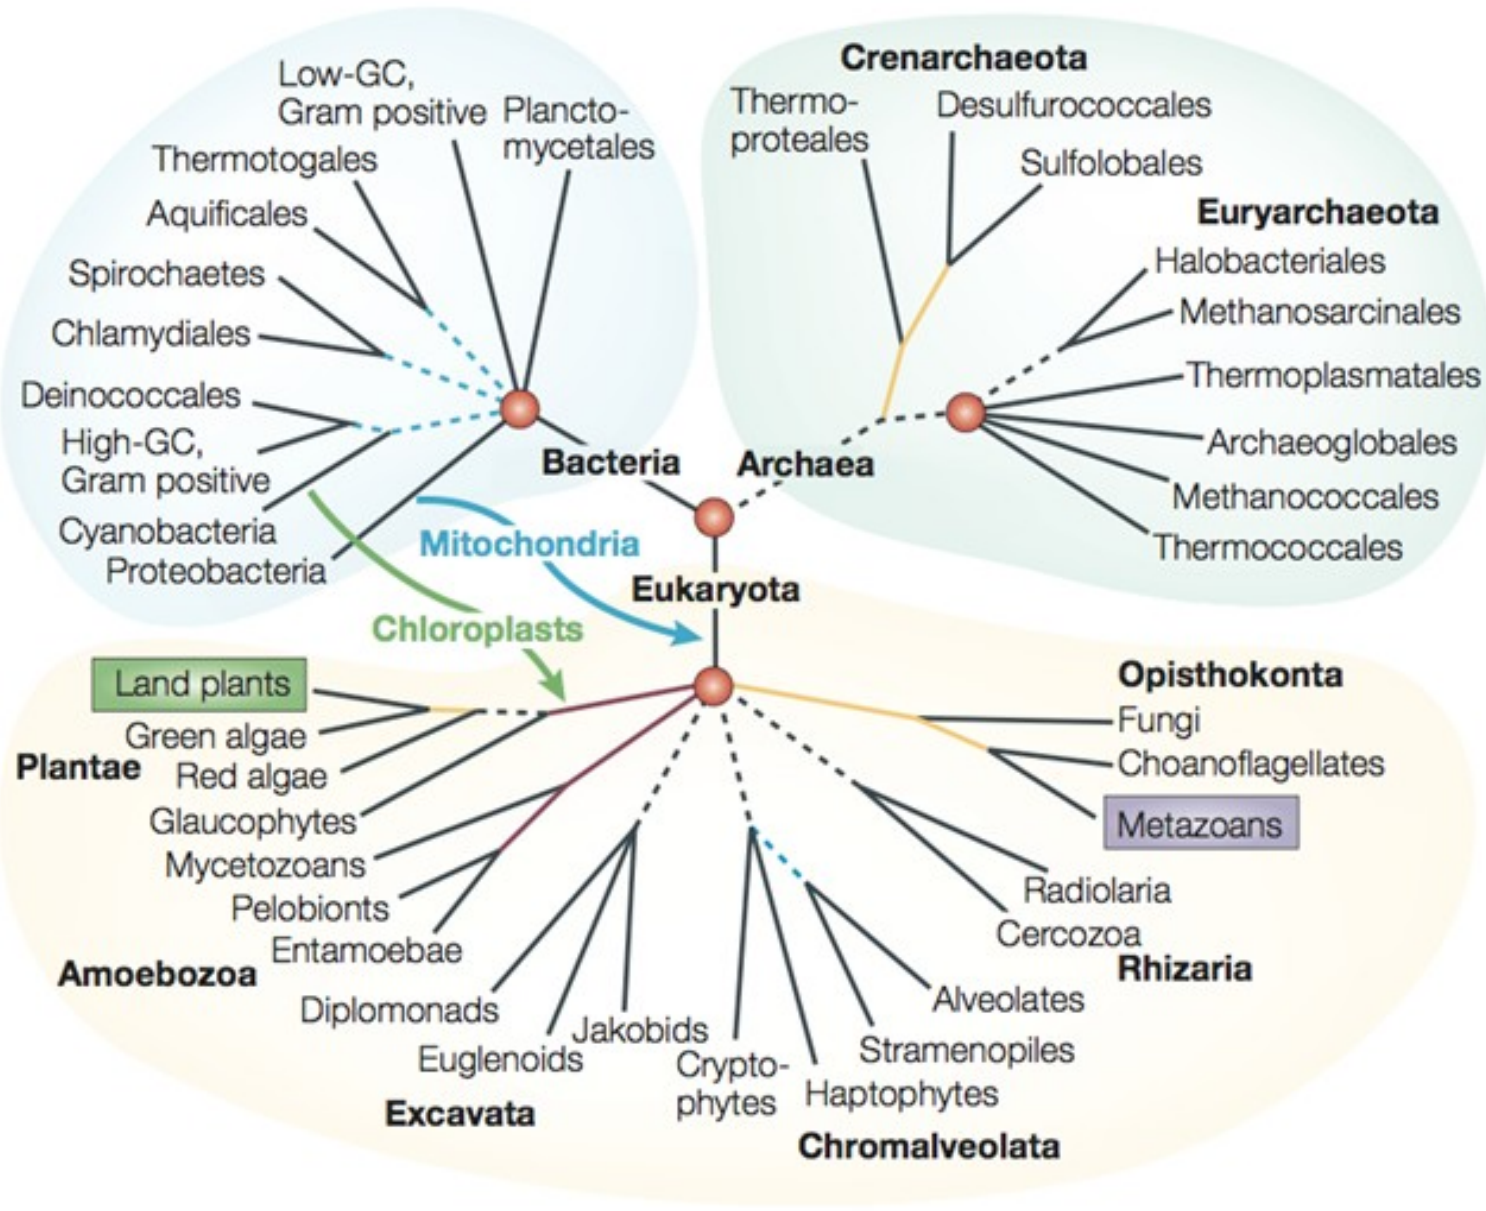 Low-GC,
Gram positive
Plancto-
mycetales
Thermotogales
Aquificales
Spirochaetes
Chlamydiales
Deinococcales
High-GC,
Gram positive
Cyanobacteria
Proteobacteria
Bacteria
Crenarchaeota
Thermo-
proteales
Desulfurococcales
Sulfolobales
Euryarchaeota
Halobacteriales
Methanosarcinales
Thermoplasmatales
Archaeoglobales
Methanococcales
Thermococcales
Archaea
Mitochondria
Chloroplasts
Eukaryota
Land plants
Green algae
Plantae
Red algae
Glaucophytes
Mycetozoans
Pelobionts
Entamoebae
Amoebozoa
Diplomonads
Euglenoids
Jakobids
Excavata
Crypto-
phytes
Haptophytes
Stramenopiles
Alveolates
Chromalveolata
Opisthokonta
Fungi
Choanoflagellates
Metazoans
Radiolaria
Cercozoa
Rhizaria